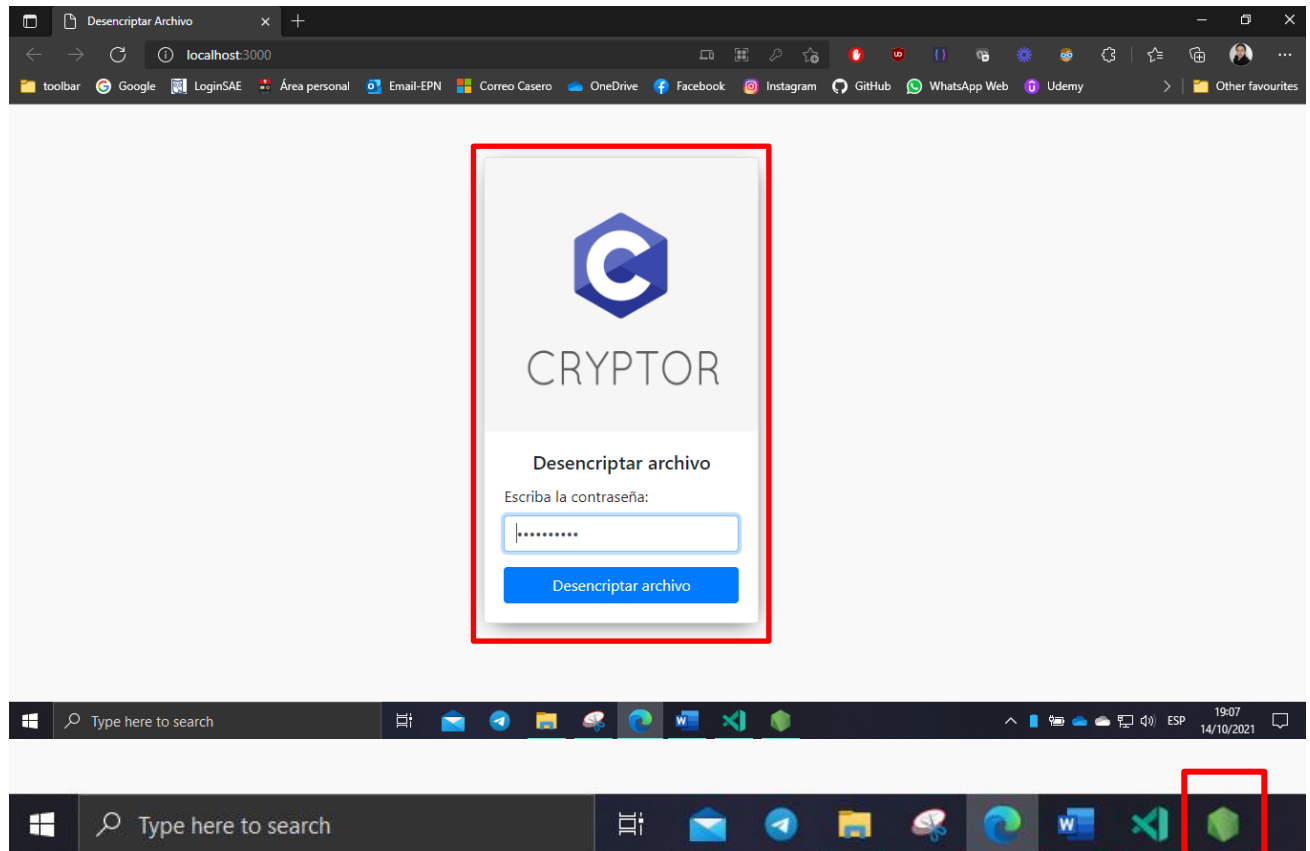 Desencriptar Archivo
localhost:3000
toolbar Google LoginSAE Área personal Email-EPN Correo Casero OneDrive Facebook Instagram GitHub WhatsApp Web Udemy Other favourites
C
CRYPTOR
Desencriptar archivo
Escriba la contraseña:
••••••••••
Desencriptar archivo
Type here to search
ESP
19:07
14/10/2021
Type here to search